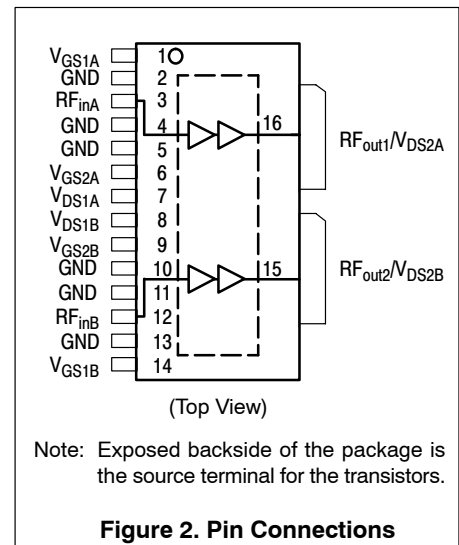 VGS1A 1
GND 2
RFinA 3
GND 4 16
GND 5 RFout1/VDS2A
VGS2A 6
VDS1A 7
VDS1B 8
VGS2B 9
GND 10 15 RFout2/VDS2B
GND 11
RFinB 12
GND 13
VGS1B 14
(Top View)
Note: Exposed backside of the package is
the source terminal for the transistors.
Figure 2. Pin Connections